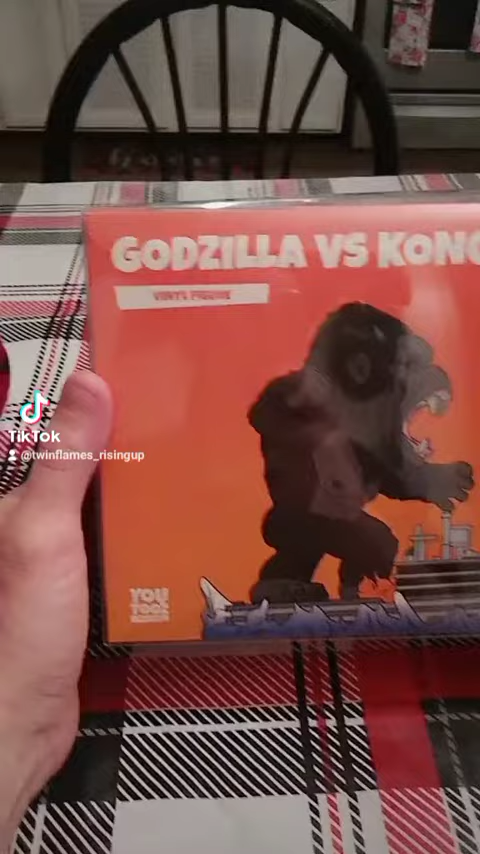 GODZILLA VS KONG
VINYL FIGURE
TikTok
@twinflames_risingup
YOU
TOOZ